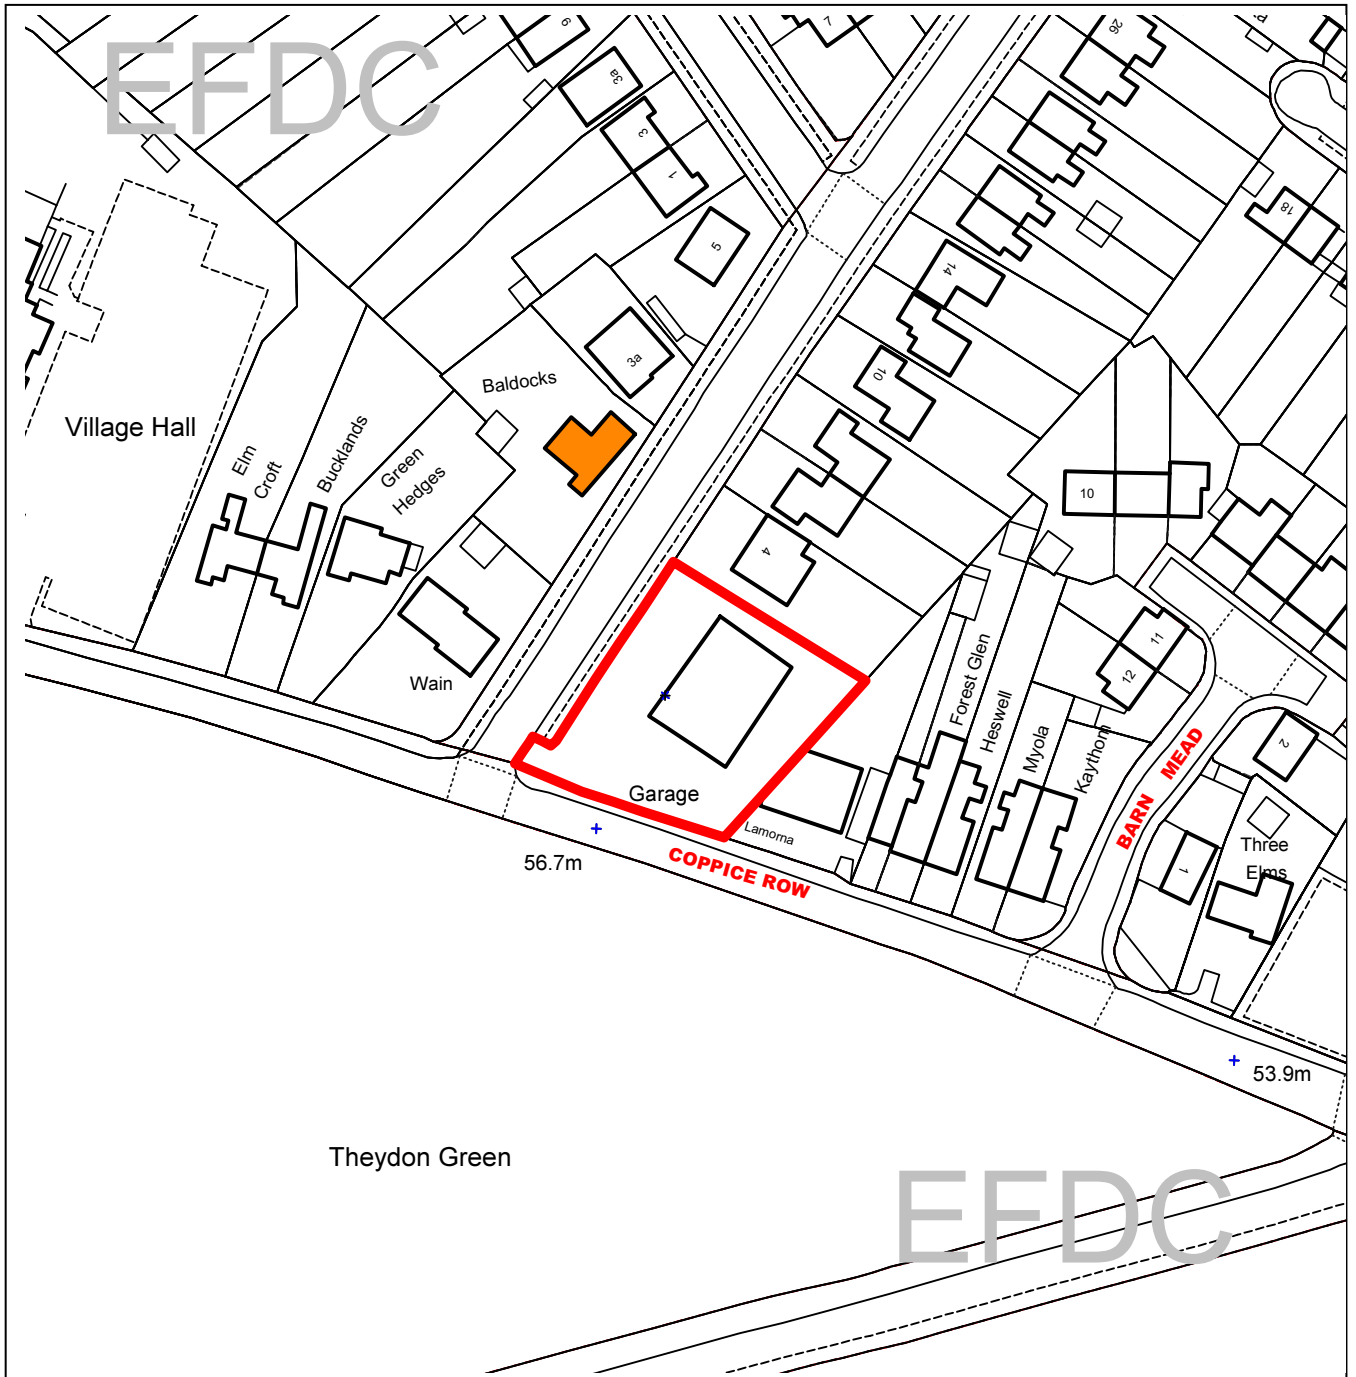 EFDC
9
7
26
3a
3
1
5
18
14
3a
Baldocks
10
Village Hall
Elm
Croft
Bucklands
Green
Hedges
10
4
11
12
Wain
Forest Glen
Heswell
Myola
Kaythom
BARN MEAD
2
Garage
Lamorna
COPPICE ROW
56.7m
1
Three
Elms
53.9m
Theydon Green
EFDC